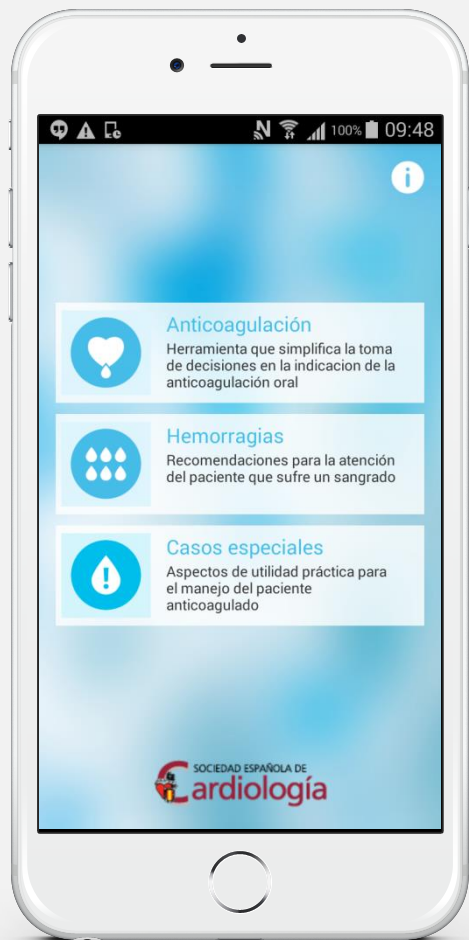 100% 09:48
Anticoagulación
Herramienta que simplifica la toma
de decisiones en la indicacion de la
anticoagulación oral
Hemorragias
Recomendaciones para la atención
del paciente que sufre un sangrado
Casos especiales
Aspectos de utilidad práctica para
el manejo del paciente
anticoagulado
SOCIEDAD ESPAÑOLA DE
Cardiología